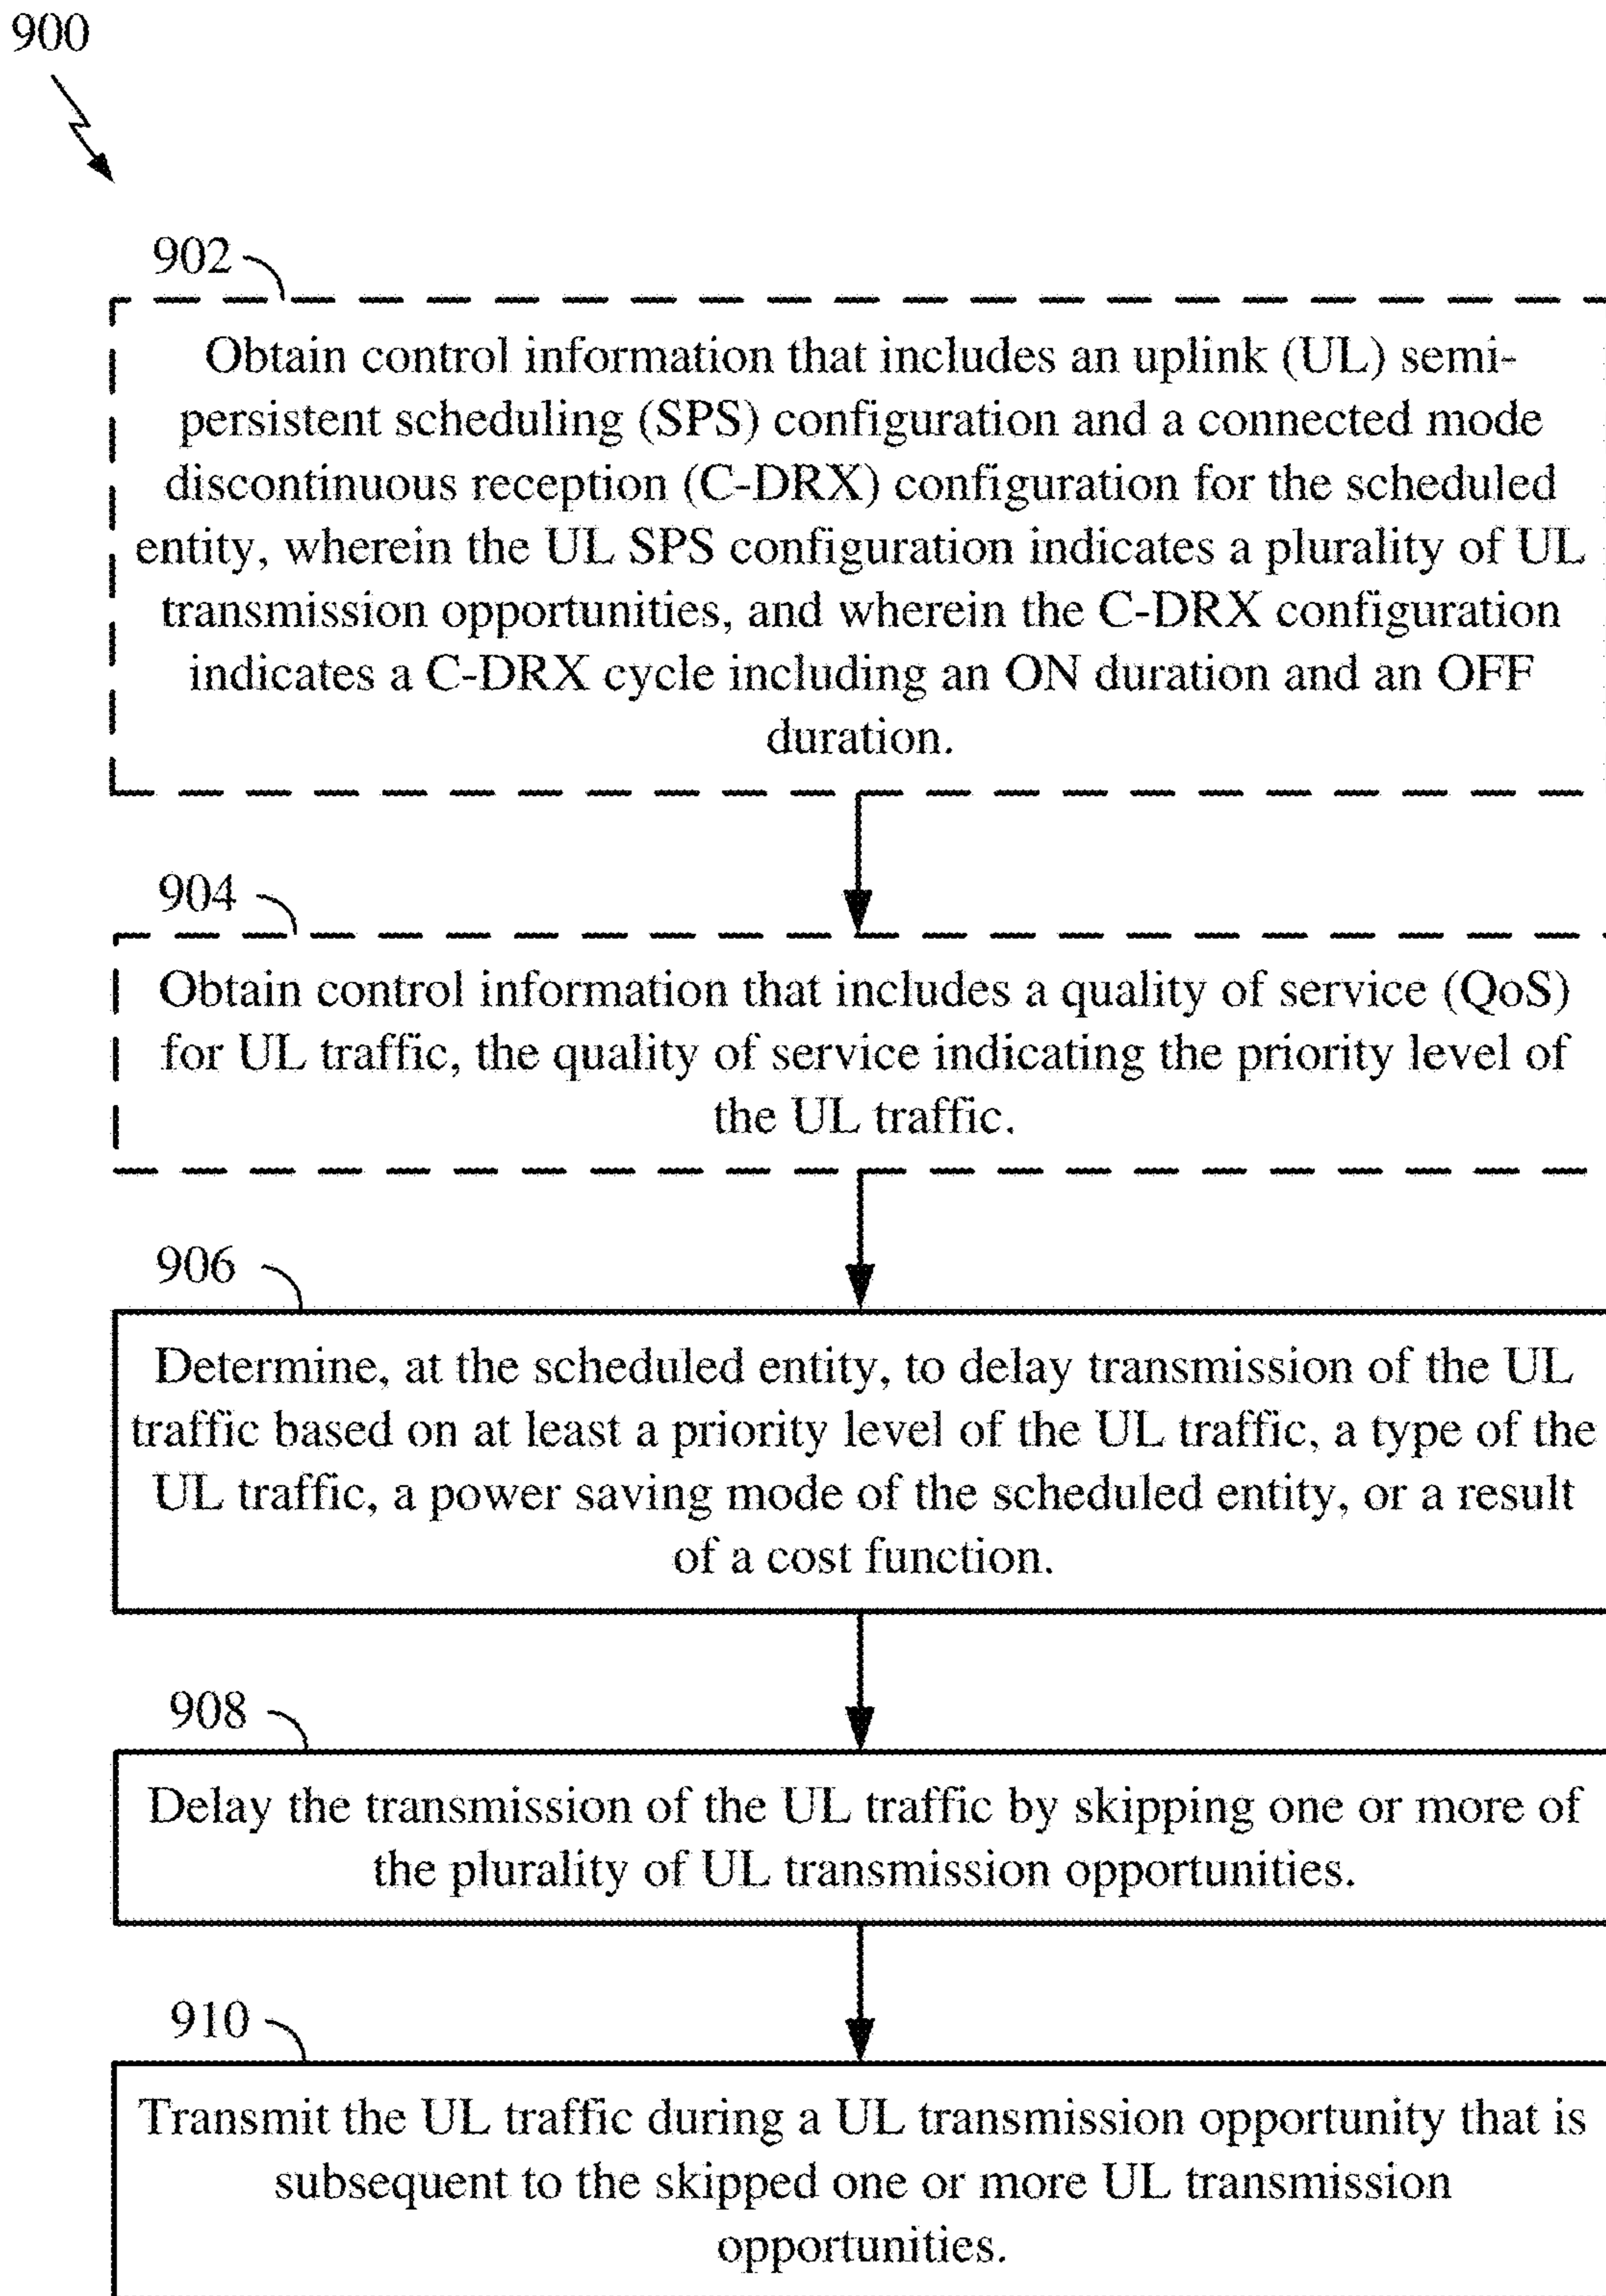 900
902
Obtain control information that includes an uplink (UL) semi-
persistent scheduling (SPS) configuration and a connected mode
discontinuous reception (C-DRX) configuration for the scheduled
entity, wherein the UL SPS configuration indicates a plurality of UL
transmission opportunities, and wherein the C-DRX configuration
indicates a C-DRX cycle including an ON duration and an OFF
duration.
904
Obtain control information that includes a quality of service (QoS)
for UL traffic, the quality of service indicating the priority level of
the UL traffic.
906
Determine, at the scheduled entity, to delay transmission of the UL
traffic based on at least a priority level of the UL traffic, a type of the
UL traffic, a power saving mode of the scheduled entity, or a result
of a cost function.
908
Delay the transmission of the UL traffic by skipping one or more of
the plurality of UL transmission opportunities.
910
Transmit the UL traffic during a UL transmission opportunity that is
subsequent to the skipped one or more UL transmission
opportunities.